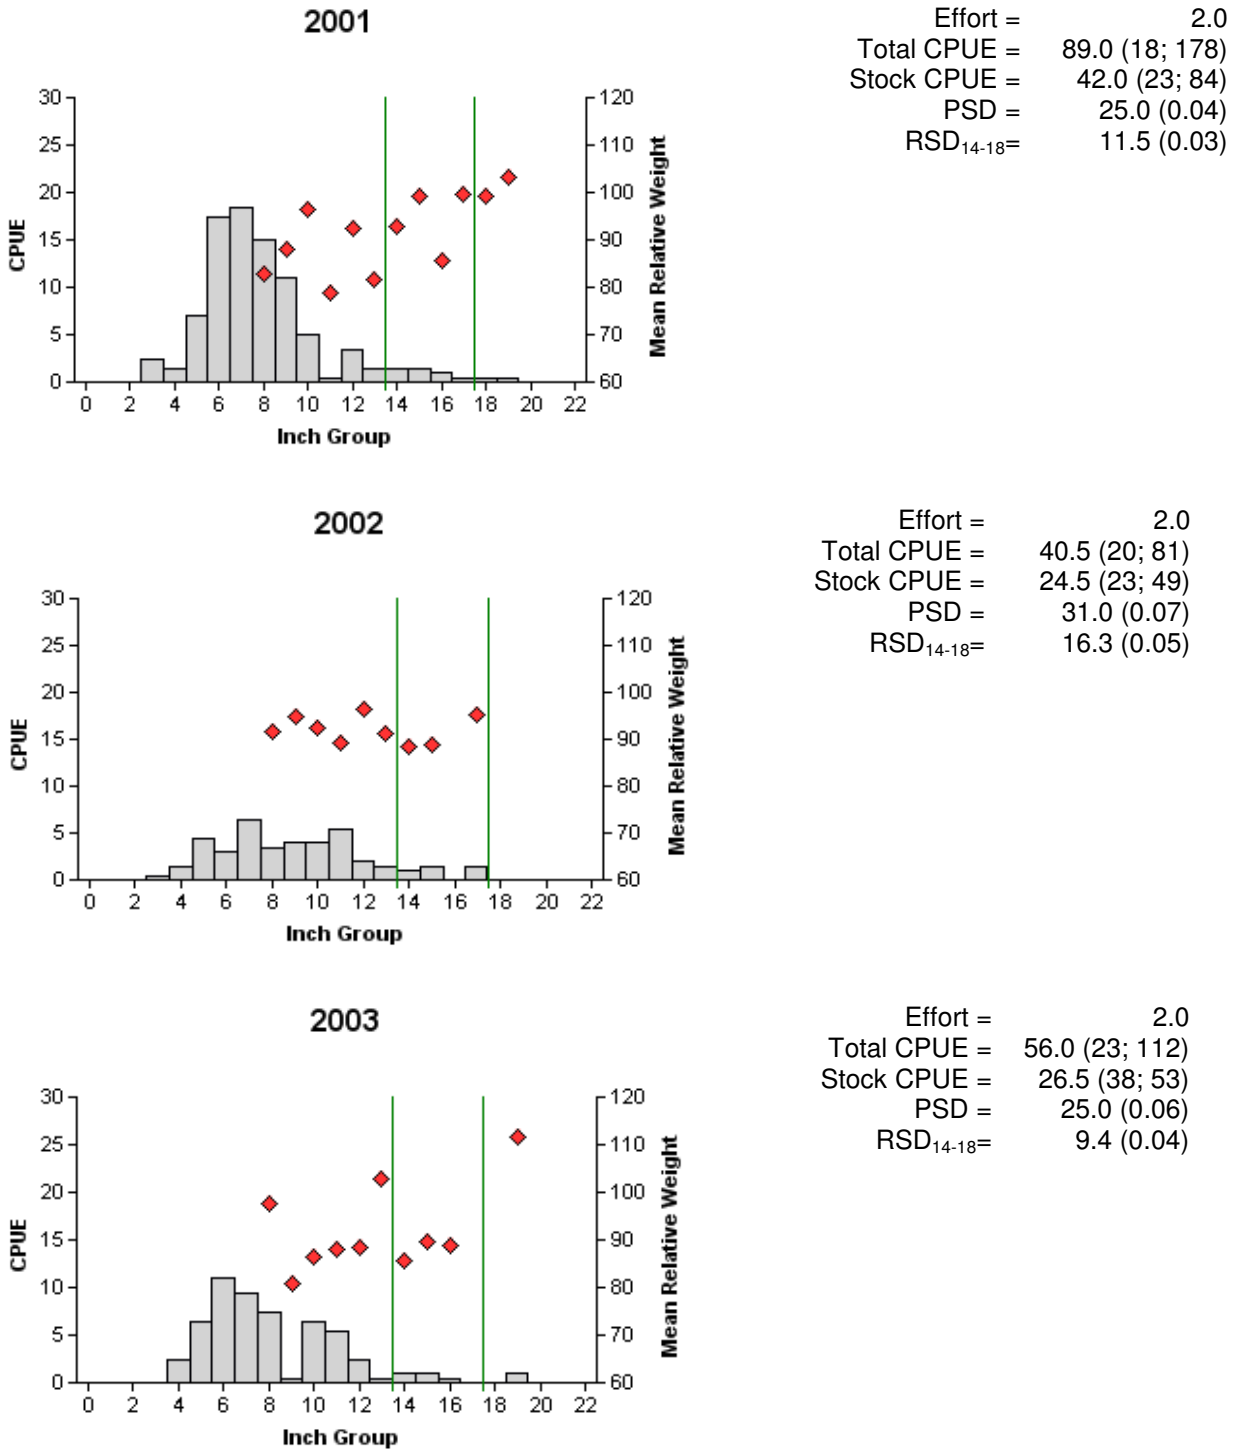 2001
Effort = 2.0
Total CPUE = 89.0 (18; 178)
Stock CPUE = 42.0 (23; 84)
PSD = 25.0 (0.04)
RSD14-18= 11.5 (0.03)
30 120
25 110
20 100
15 90
10 80
5 70
0 60
CPUE
Mean Relative Weight
0 2 4 6 8 10 12 14 16 18 20 22
Inch Group
2002
Effort = 2.0
Total CPUE = 40.5 (20; 81)
Stock CPUE = 24.5 (23; 49)
PSD = 31.0 (0.07)
RSD14-18= 16.3 (0.05)
30 120
25 110
20 100
15 90
10 80
5 70
0 60
CPUE
Mean Relative Weight
0 2 4 6 8 10 12 14 16 18 20 22
Inch Group
2003
Effort = 2.0
Total CPUE = 56.0 (23; 112)
Stock CPUE = 26.5 (38; 53)
PSD = 25.0 (0.06)
RSD14-18= 9.4 (0.04)
30 120
25 110
20 100
15 90
10 80
5 70
0 60
CPUE
Mean Relative Weight
0 2 4 6 8 10 12 14 16 18 20 22
Inch Group